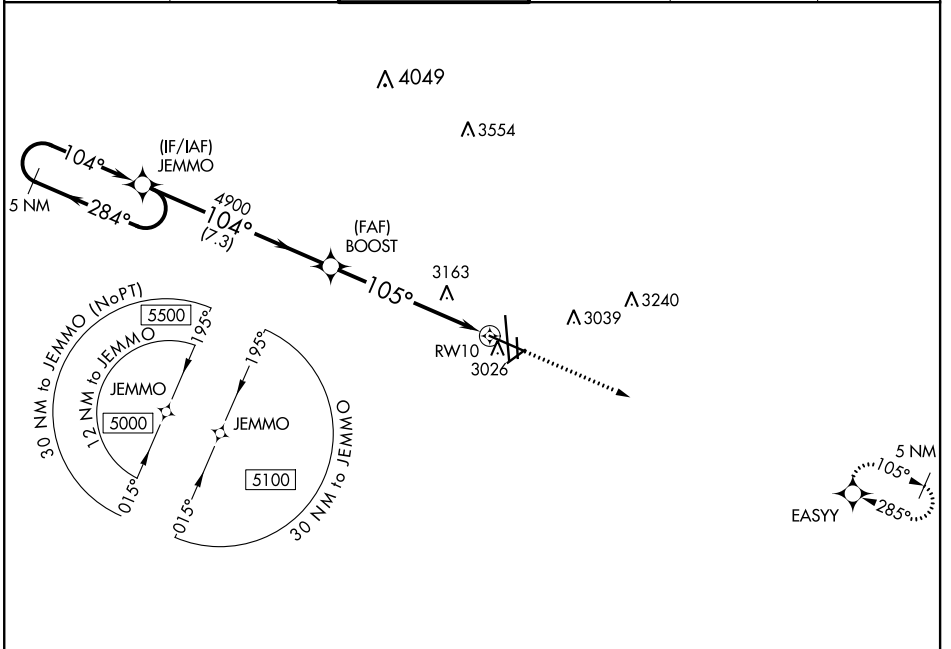 4049
3554
(IF/IAF)
JEMMO
104°
5 NM
284°
4900
104°
(7.3)
(FAF)
BOOST
105°
3163
3240
3039
RW10
3026
30 NM to JEMMO (NoPT)
5500
195°
12 NM to JEMMO
JEMMO
5000
015°
195°
JEMMO
5100
015°
30 NM to JEMMO
5 NM
105°
285°
EASYY